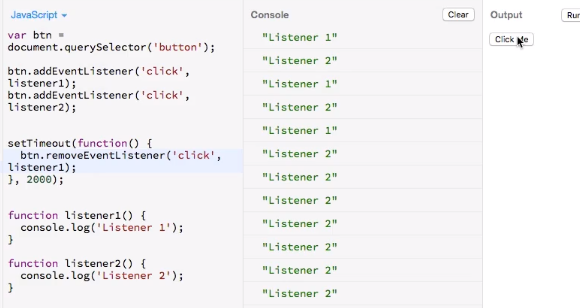 JavaScript
var btn =
document.querySelector('button');
btn.addEventListener('click',
listener1);
btn.addEventListener('click',
listener2);
setTimeout(function() {
btn.removeEventListener('click',
listener1);
}, 2000);
function listener1() {
console.log('Listener 1');
}
function listener2() {
console.log('Listener 2');
}
Console
Clear
"Listener 1"
"Listener 2"
"Listener 1"
"Listener 2"
"Listener 1"
"Listener 2"
"Listener 2"
"Listener 2"
"Listener 2"
"Listener 2"
"Listener 2"
"Listener 2"
Output
Run
Click Me